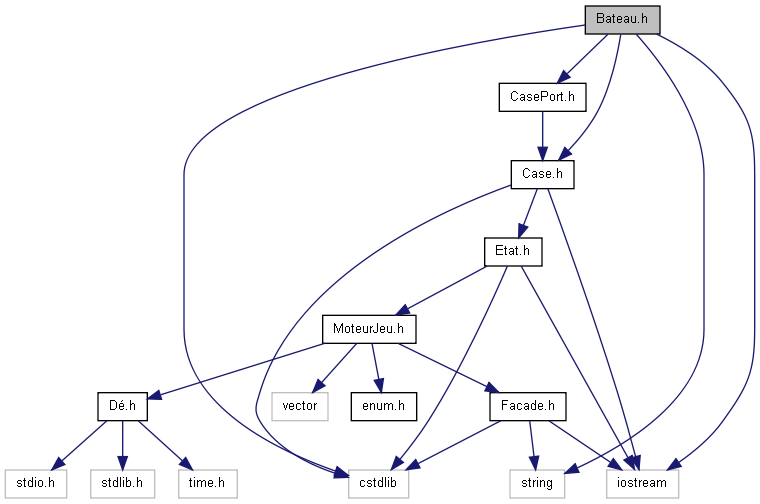 Bateau.h
CasePort.h
Case.h
Etat.h
MoteurJeu.h
Dé.h
vector
enum.h
Facade.h
stdio.h
stdlib.h
time.h
cstdlib
string
iostream